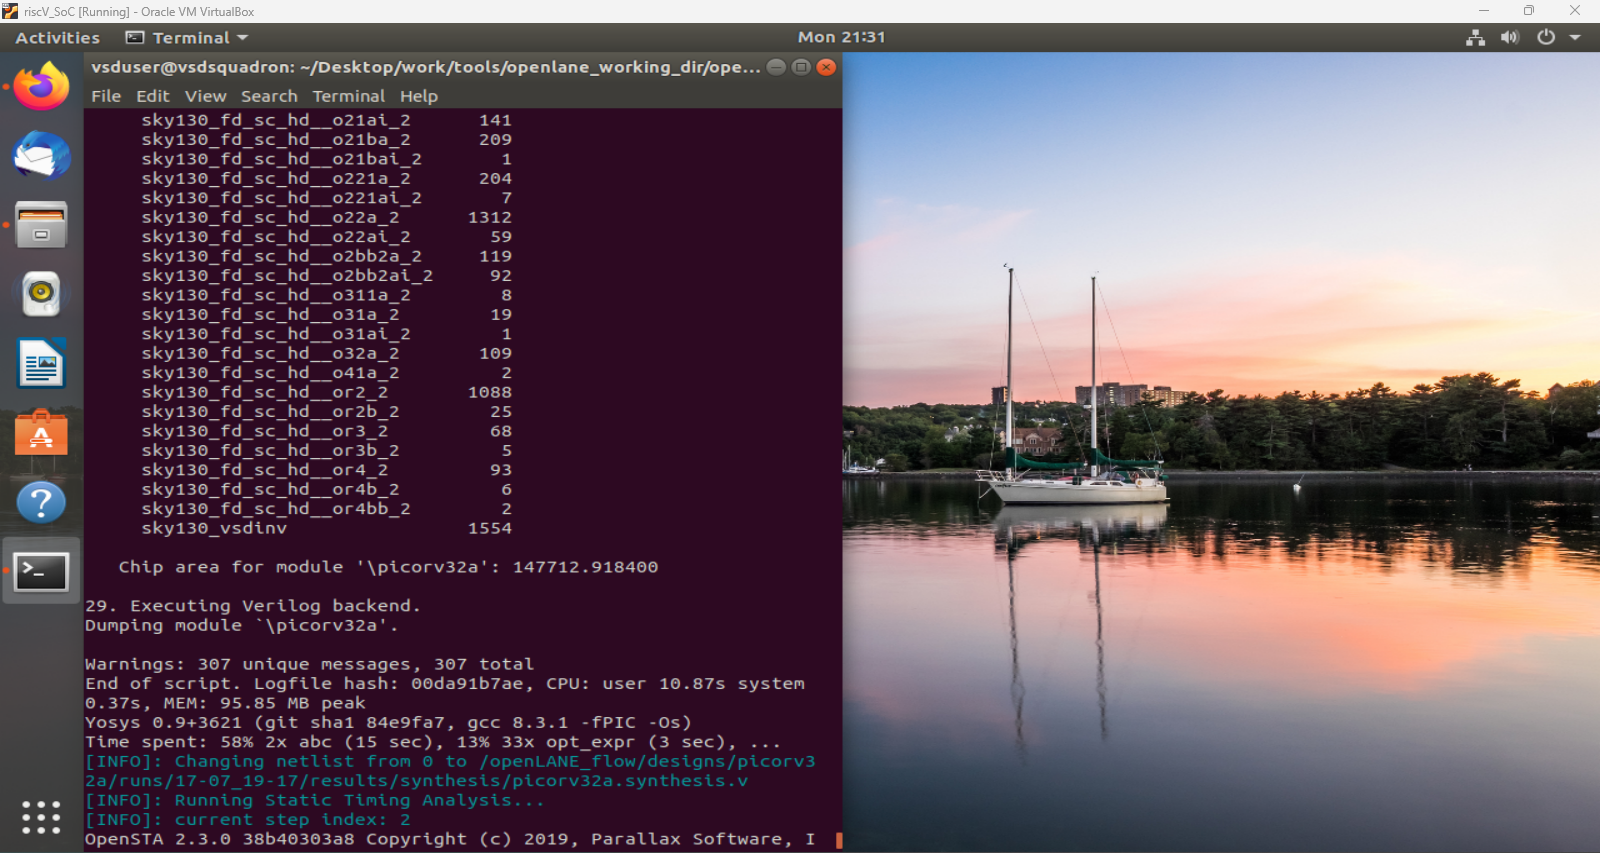 riscV_SoC [Running] - Oracle VM VirtualBox
Activities Terminal Mon 21:31
vsduser@vsdsquadron: ~/Desktop/work/tools/openlane_working_dir/ope...
File Edit View Search Terminal Help
sky130_fd_sc_hd__o21ai_2 141
sky130_fd_sc_hd__o21ba_2 209
sky130_fd_sc_hd__o21bai_2 1
sky130_fd_sc_hd__o221a_2 204
sky130_fd_sc_hd__o221ai_2 7
sky130_fd_sc_hd__o22a_2 1312
sky130_fd_sc_hd__o22ai_2 59
sky130_fd_sc_hd__o2bb2a_2 119
sky130_fd_sc_hd__o2bb2ai_2 92
sky130_fd_sc_hd__o311a_2 8
sky130_fd_sc_hd__o31a_2 19
sky130_fd_sc_hd__o31ai_2 1
sky130_fd_sc_hd__o32a_2 109
sky130_fd_sc_hd__o41a_2 2
sky130_fd_sc_hd__or2_2 1088
sky130_fd_sc_hd__or2b_2 25
sky130_fd_sc_hd__or3_2 68
sky130_fd_sc_hd__or3b_2 5
sky130_fd_sc_hd__or4_2 93
sky130_fd_sc_hd__or4b_2 6
sky130_fd_sc_hd__or4bb_2 2
sky130_vsdinv 1554
Chip area for module '\picorv32a': 147712.918400
29. Executing Verilog backend.
Dumping module `\picorv32a'.
Warnings: 307 unique messages, 307 total
End of script. Logfile hash: 00da91b7ae, CPU: user 10.87s system
0.37s, MEM: 95.85 MB peak
Yosys 0.9+3621 (git sha1 84e9fa7, gcc 8.3.1 -fPIC -Os)
Time spent: 58% 2x abc (15 sec), 13% 33x opt_expr (3 sec), ...
[INFO]: Changing netlist from 0 to /openLANE_flow/designs/picorv3
2a/runs/17-07_19-17/results/synthesis/picorv32a.synthesis.v
[INFO]: Running Static Timing Analysis...
[INFO]: current step index: 2
OpenSTA 2.3.0 38b40303a8 Copyright (c) 2019, Parallax Software, I